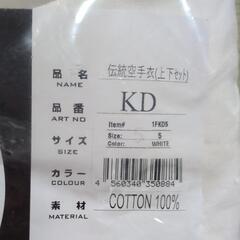 品 名 伝統空手衣(上下セット)
NAME
品 番 KD
ART NO
Item# 1FKD5
サイズ Size: 5
SIZE Color: WHITE
カラー
COLOUR 4 560340 350884
素 材 COTTON 100%
MATERIAL